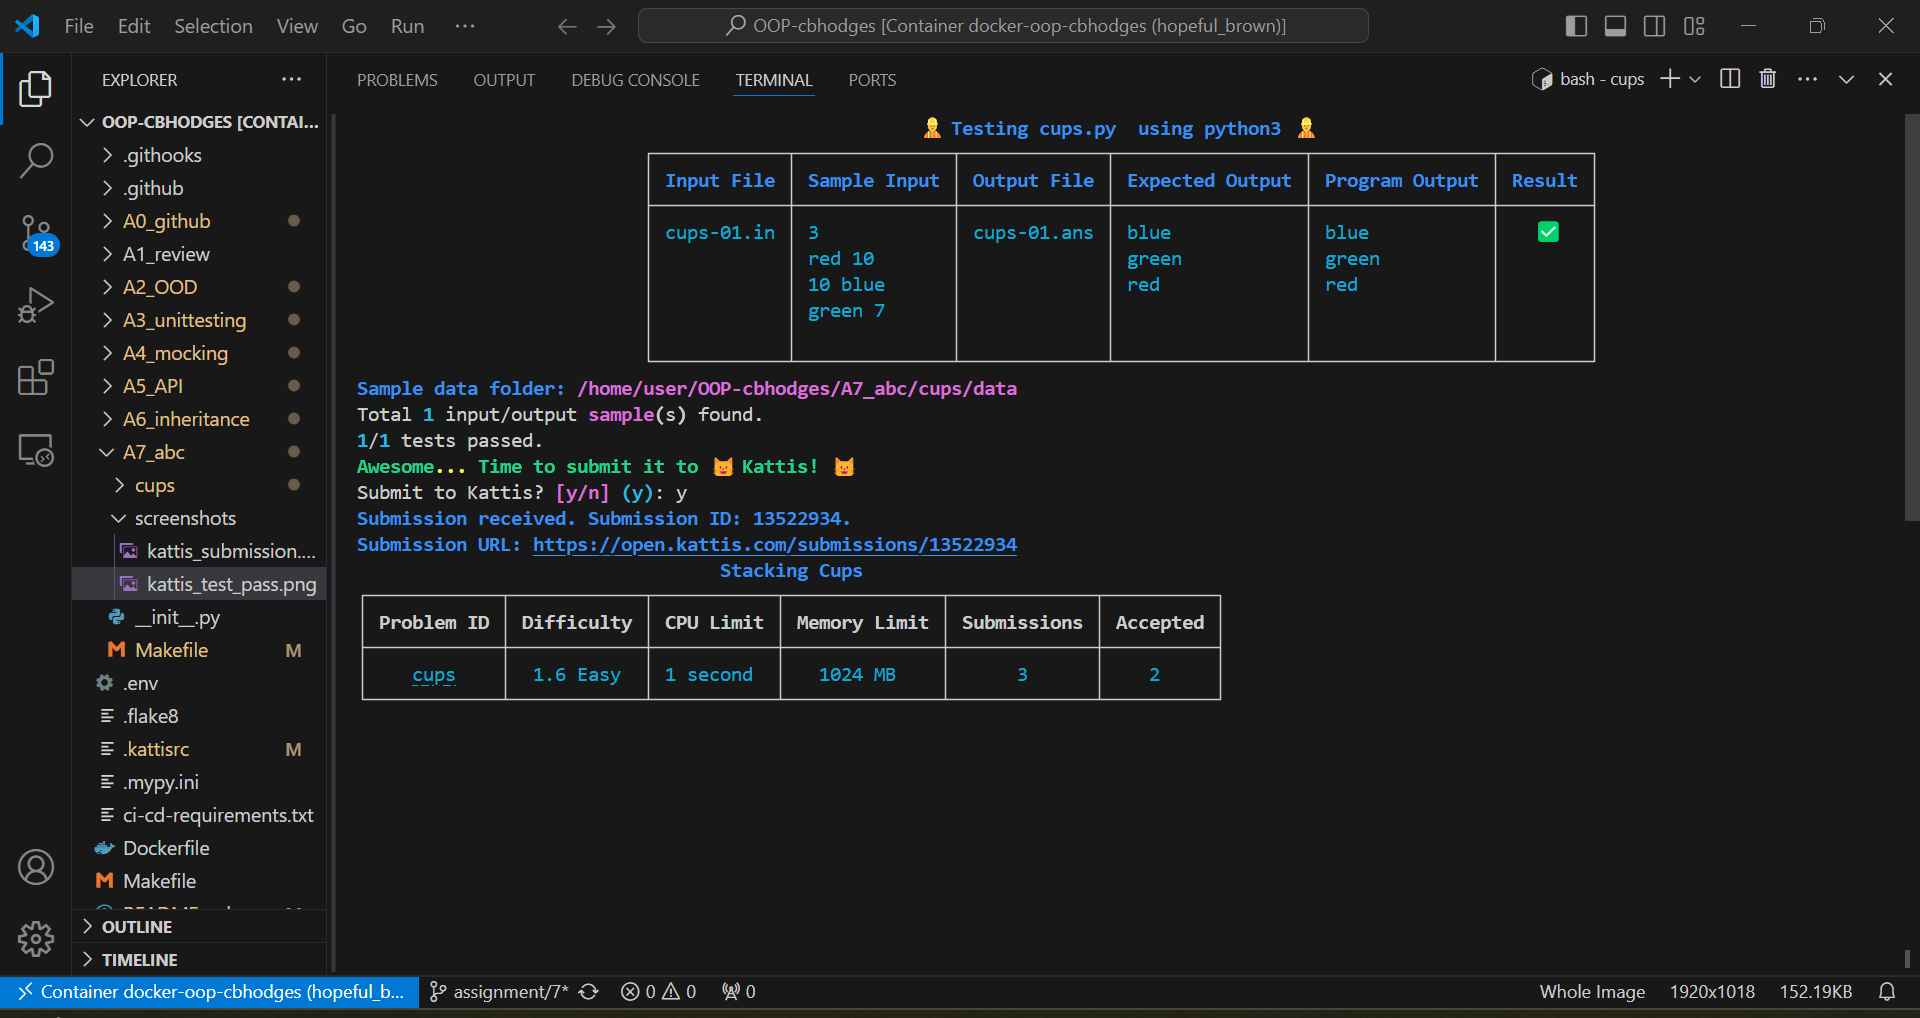 File Edit Selection View Go Run ···
OOP-cbhodges [Container docker-oop-cbhodges (hopeful_brown)]
EXPLORER ···
PROBLEMS OUTPUT DEBUG CONSOLE TERMINAL PORTS
bash - cups
OOP-CBHODGES [CONTAI...
.githooks
.github
A0_github
143
A1_review
A2_OOD
A3_unittesting
A4_mocking
A5_API
A6_inheritance
A7_abc
cups
screenshots
kattis_submission....
kattis_test_pass.png
__init__.py
Makefile M
.env
.flake8
.kattisrc M
.mypy.ini
ci-cd-requirements.txt
Dockerfile
Makefile
OUTLINE
TIMELINE
Testing cups.py using python3
Input File Sample Input Output File Expected Output Program Output Result
cups-01.in 3 cups-01.ans blue blue
red 10 green green
10 blue red red
green 7
Sample data folder: /home/user/OOP-cbhodges/A7_abc/cups/data
Total 1 input/output sample(s) found.
1/1 tests passed.
Awesome... Time to submit it to 😺 Kattis! 😺
Submit to Kattis? [y/n] (y): y
Submission received. Submission ID: 13522934.
Submission URL: https://open.kattis.com/submissions/13522934
Stacking Cups
Problem ID Difficulty CPU Limit Memory Limit Submissions Accepted
cups 1.6 Easy 1 second 1024 MB 3 2
Container docker-oop-cbhodges (hopeful_b... assignment/7* 0 0 0
Whole Image 1920x1018 152.19KB